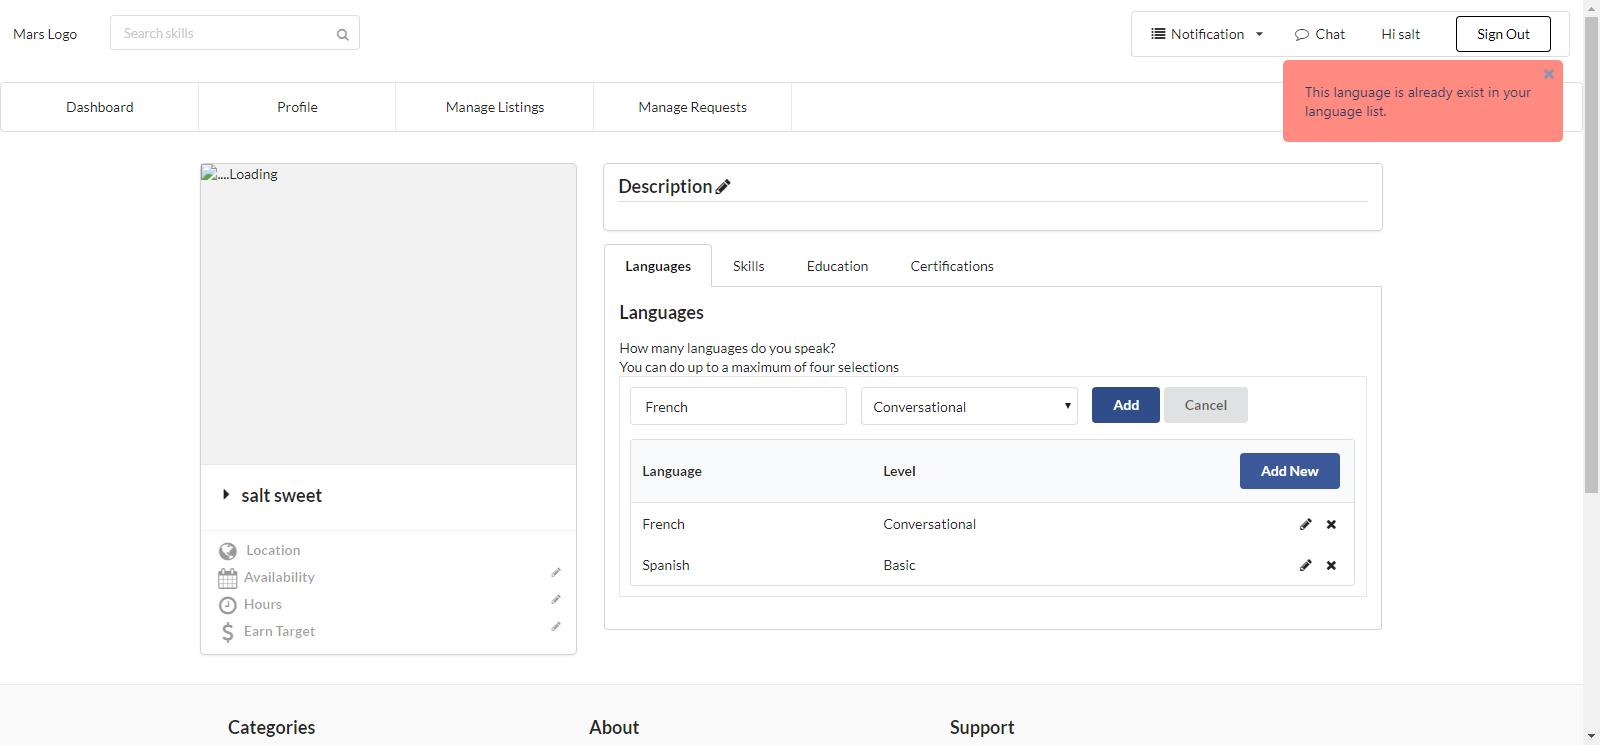 Mars Logo
Search skills
Notification
Chat
Hi salt
Sign Out
This language is already exist in your
language list.
Dashboard
Profile
Manage Listings
Manage Requests
....Loading
salt sweet
Location
Availability
Hours
Earn Target
Description
Languages
Skills
Education
Certifications
Languages
How many languages do you speak?
You can do up to a maximum of four selections
French
Conversational
Add
Cancel
Language
Level
Add New
French
Conversational
Spanish
Basic
Categories
About
Support